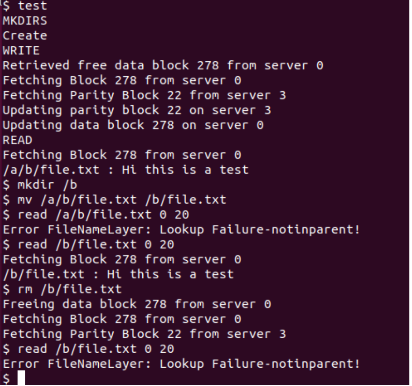 $ test
MKDIRS
Create
WRITE
Retrieved free data block 278 from server 0
Fetching Block 278 from server 0
Fetching Parity Block 22 from server 3
Updating parity block 22 on server 3
Updating data block 278 on server 0
READ
Fetching Block 278 from server 0
/a/b/file.txt : Hi this is a test
$ mkdir /b
$ mv /a/b/file.txt /b/file.txt
$ read /a/b/file.txt 0 20
Error FileNameLayer: Lookup Failure-notinparent!
$ read /b/file.txt 0 20
Fetching Block 278 from server 0
/b/file.txt : Hi this is a test
$ rm /b/file.txt
Freeing data block 278 from server 0
Fetching Block 278 from server 0
Fetching Parity Block 22 from server 3
$ read /b/file.txt 0 20
Error FileNameLayer: Lookup Failure-notinparent!
$